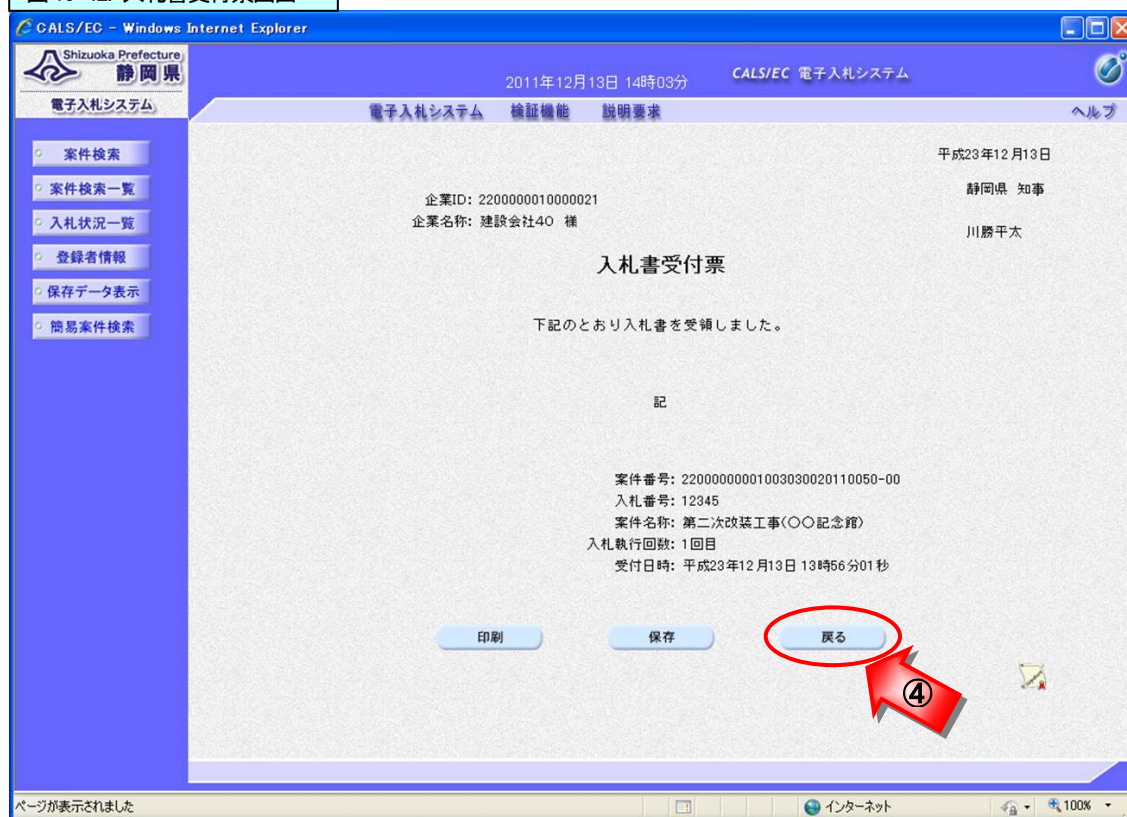 CALS/EC - Windows Internet Explorer
Shizuoka Prefecture
静岡県
電子入札システム
2011年12月13日 14時03分
CALS/EC 電子入札システム
電子入札システム 検証機能 説明要求 ヘルプ
案件検索
案件検索一覧
入札状況一覧
登録者情報
保存データ表示
簡易案件検索
平成23年12月13日
静岡県 知事
川勝平太
企業ID: 2200000010000021
企業名称: 建設会社40 様
入札書受付票
下記のとおり入札書を受領しました。
記
案件番号: 22000000001003030020110050-00
入札番号: 12345
案件名称: 第二次改装工事(〇〇記念館)
入札執行回数: 1回目
受付日時: 平成23年12月13日 13時56分01秒
印刷 保存 戻る
④
ページが表示されました インターネット 100%